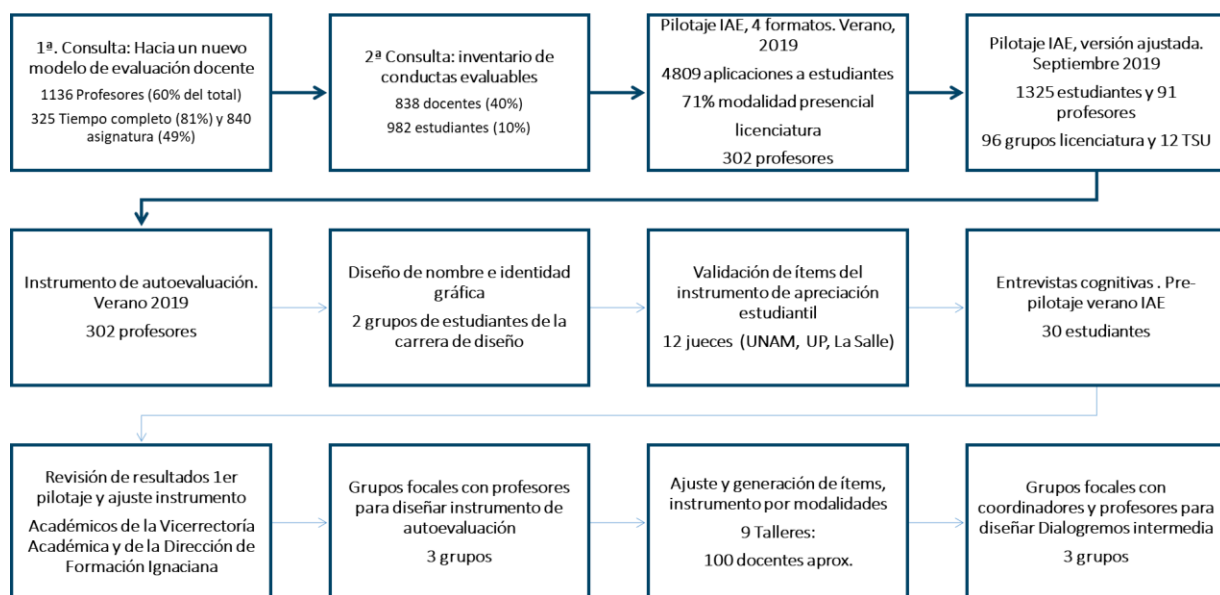 1ª. Consulta: Hacia un nuevo
modelo de evaluación docente
1136 Profesores (60% del total)
325 Tiempo completo (81%) y 840
asignatura (49%)
2ª Consulta: inventario de
conductas evaluables
838 docentes (40%)
982 estudiantes (10%)
Pilotaje IAE, 4 formatos. Verano,
2019
4809 aplicaciones a estudiantes
71% modalidad presencial
licenciatura
302 profesores
Pilotaje IAE, versión ajustada.
Septiembre 2019
1325 estudiantes y 91
profesores
96 grupos licenciatura y 12 TSU
Instrumento de autoevaluación.
Verano 2019
302 profesores
Diseño de nombre e identidad
gráfica
2 grupos de estudiantes de la
carrera de diseño
Validación de ítems del
instrumento de apreciación
estudiantil
12 jueces (UNAM, UP, La Salle)
Entrevistas cognitivas . Pre-
pilotaje verano IAE
30 estudiantes
Revisión de resultados 1er
pilotaje y ajuste instrumento
Académicos de la Vicerrectoría
Académica y de la Dirección de
Formación Ignaciana
Grupos focales con profesores
para diseñar instrumento de
autoevaluación
3 grupos
Ajuste y generación de ítems,
instrumento por modalidades
9 Talleres:
100 docentes aprox.
Grupos focales con
coordinadores y profesores para
diseñar Dialogremos intermedia
3 grupos